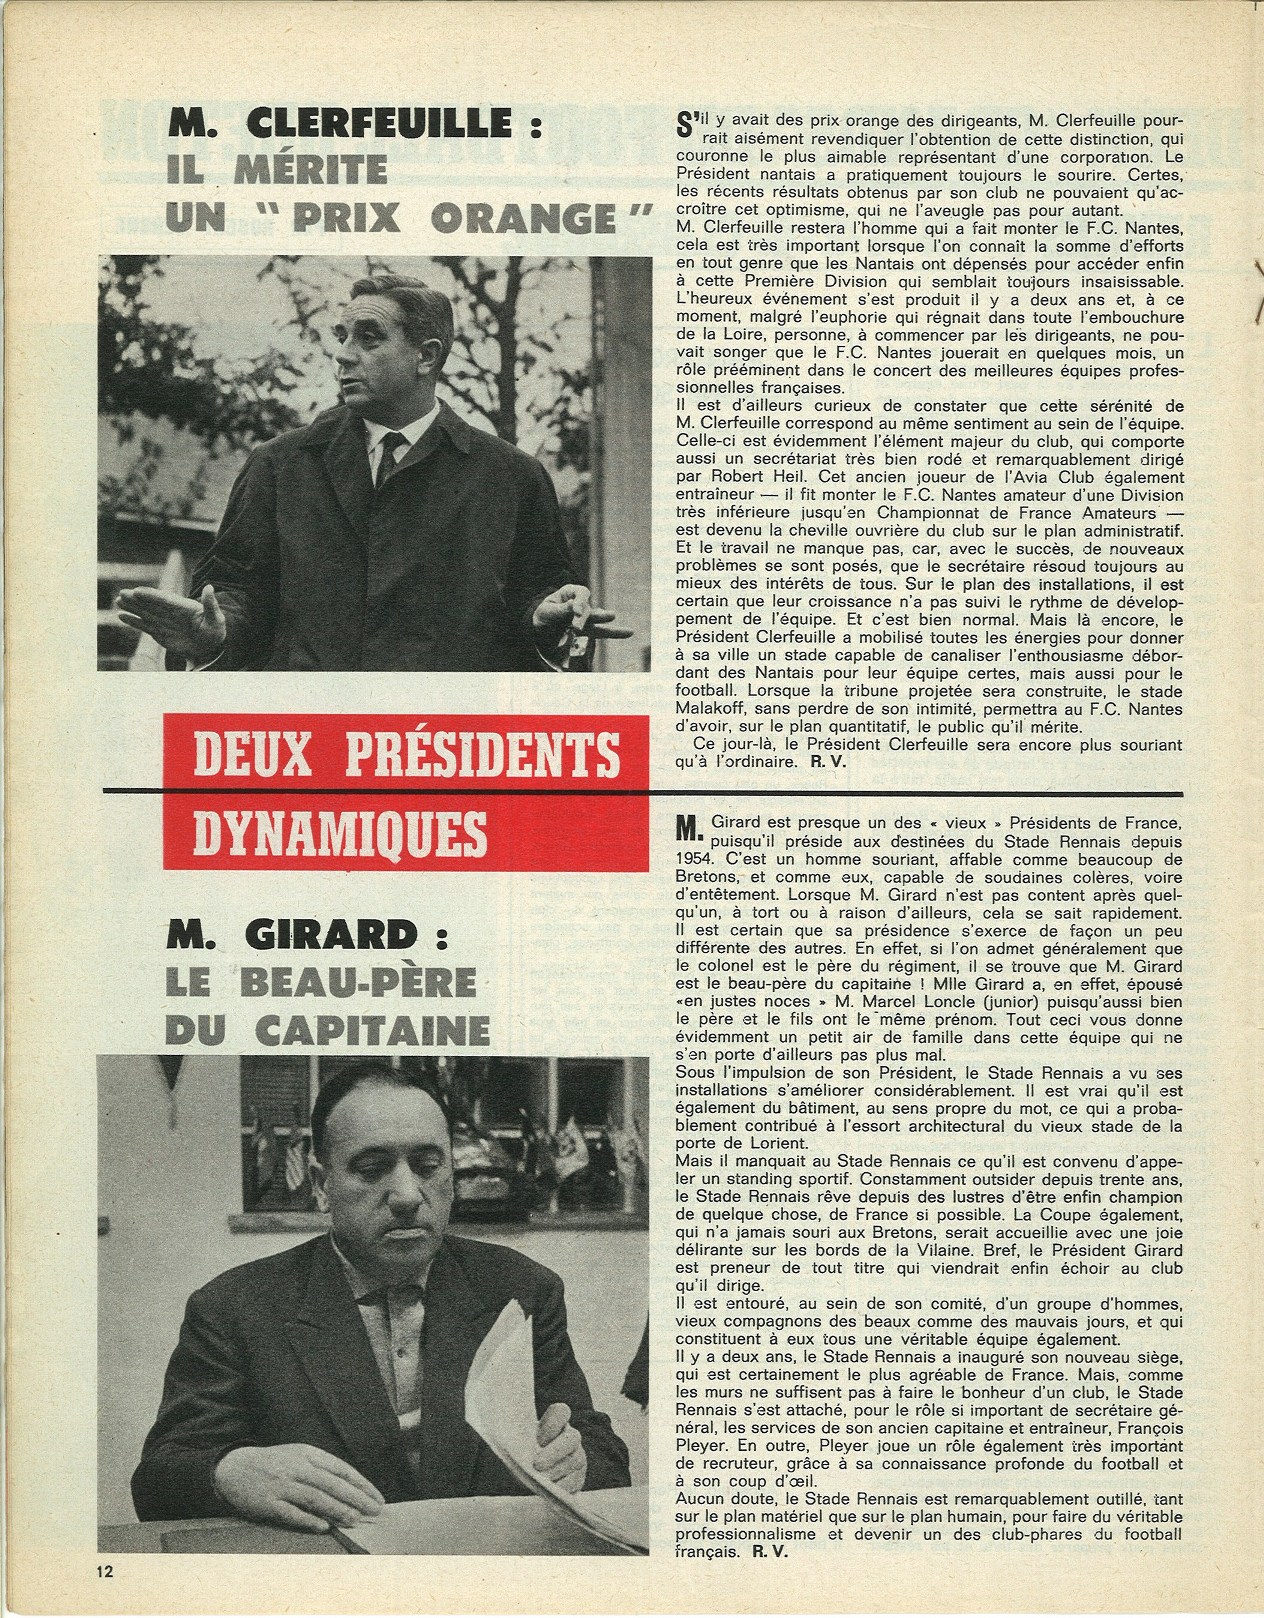 M. CLERFEUILLE :
IL MÉRITE
UN " PRIX ORANGE "
S'il y avait des prix orange des dirigeants, M. Clerfeuille pour-
rait aisément revendiquer l'obtention de cette distinction, qui
couronne le plus aimable représentant d'une corporation. Le
Président nantais a pratiquement toujours le sourire. Certes,
les récents résultats obtenus par son club ne pouvaient qu'ac-
croître cet optimisme, qui ne l'aveugle pas pour autant.
M. Clerfeuille restera l'homme qui a fait monter le F.C. Nantes,
cela est très important lorsque l'on connaît la somme d'efforts
en tout genre que les Nantais ont dépensés pour accéder enfin
à cette Première Division qui semblait toujours insaisissable.
L'heureux événement s'est produit il y a deux ans et, à ce
moment, malgré l'euphorie qui régnait dans toute l'embouchure
de la Loire, personne, à commencer par les dirigeants, ne pou-
vait songer que le F.C. Nantes jouerait en quelques mois, un
rôle prééminent dans le concert des meilleures équipes profes-
sionnelles françaises.
Il est d'ailleurs curieux de constater que cette sérénité de
M. Clerfeuille correspond au même sentiment au sein de l'équipe.
Celle-ci est évidemment l'élément majeur du club, qui comporte
aussi un secrétariat très bien rodé et remarquablement dirigé
par Robert Heil. Cet ancien joueur de l'Avia Club également
entraîneur — il fit monter le F.C. Nantes amateur d'une Division
très inférieure jusqu'en Championnat de France Amateurs —
est devenu la cheville ouvrière du club sur le plan administratif.
Et le travail ne manque pas, car, avec le succès, de nouveaux
problèmes se sont posés, que le secrétaire résoud toujours au
mieux des intérêts de tous. Sur le plan des installations, il est
certain que leur croissance n'a pas suivi le rythme de dévelop-
pement de l'équipe. Et c'est bien normal. Mais là encore, le
Président Clerfeuille a mobilisé toutes les énergies pour donner
à sa ville un stade capable de canaliser l'enthousiasme débor-
dant des Nantais pour leur équipe certes, mais aussi pour le
football. Lorsque la tribune projetée sera construite, le stade
Malakoff, sans perdre de son intimité, permettra au F.C. Nantes
d'avoir, sur le plan quantitatif, le public qu'il mérite.
Ce jour-là, le Président Clerfeuille sera encore plus souriant
qu'à l'ordinaire. R. V.
DEUX PRÉSIDENTS
DYNAMIQUES
M. GIRARD :
LE BEAU-PÈRE
DU CAPITAINE
M. Girard est presque un des « vieux » Présidents de France,
puisqu'il préside aux destinées du Stade Rennais depuis
1954. C'est un homme souriant, affable comme beaucoup de
Bretons, et comme eux, capable de soudaines colères, voire
d'entêtement. Lorsque M. Girard n'est pas content après quel-
qu'un, à tort ou à raison d'ailleurs, cela se sait rapidement.
Il est certain que sa présidence s'exerce de façon un peu
différente des autres. En effet, si l'on admet généralement que
le colonel est le père du régiment, il se trouve que M. Girard
est le beau-père du capitaine ! Mlle Girard a, en effet, épousé
«en justes noces » M. Marcel Loncle (junior) puisqu'aussi bien
le père et le fils ont le même prénom. Tout ceci vous donne
évidemment un petit air de famille dans cette équipe qui ne
s'en porte d'ailleurs pas plus mal.
Sous l'impulsion de son Président, le Stade Rennais a vu ses
installations s'améliorer considérablement. Il est vrai qu'il est
également du bâtiment, au sens propre du mot, ce qui a proba-
blement contribué à l'essort architectural du vieux stade de la
porte de Lorient.
Mais il manquait au Stade Rennais ce qu'il est convenu d'appe-
ler un standing sportif. Constamment outsider depuis trente ans,
le Stade Rennais rêve depuis des lustres d'être enfin champion
de quelque chose, de France si possible. La Coupe également,
qui n'a jamais souri aux Bretons, serait accueillie avec une joie
délirante sur les bords de la Vilaine. Bref, le Président Girard
est preneur de tout titre qui viendrait enfin échoir au club
qu'il dirige.
Il est entouré, au sein de son comité, d'un groupe d'hommes,
vieux compagnons des beaux comme des mauvais jours, et qui
constituent à eux tous une véritable équipe également.
Il y a deux ans, le Stade Rennais a inauguré son nouveau siège,
qui est certainement le plus agréable de France. Mais, comme
les murs ne suffisent pas à faire le bonheur d'un club, le Stade
Rennais s'est attaché, pour le rôle si important de secrétaire gé-
néral, les services de son ancien capitaine et entraîneur, François
Pleyer. En outre, Pleyer joue un rôle également très important
de recruteur, grâce à sa connaissance profonde du football et
à son coup d'œil.
Aucun doute, le Stade Rennais est remarquablement outillé, tant
sur le plan matériel que sur le plan humain, pour faire du véritable
professionnalisme et devenir un des club-phares du football
français. R. V.
12